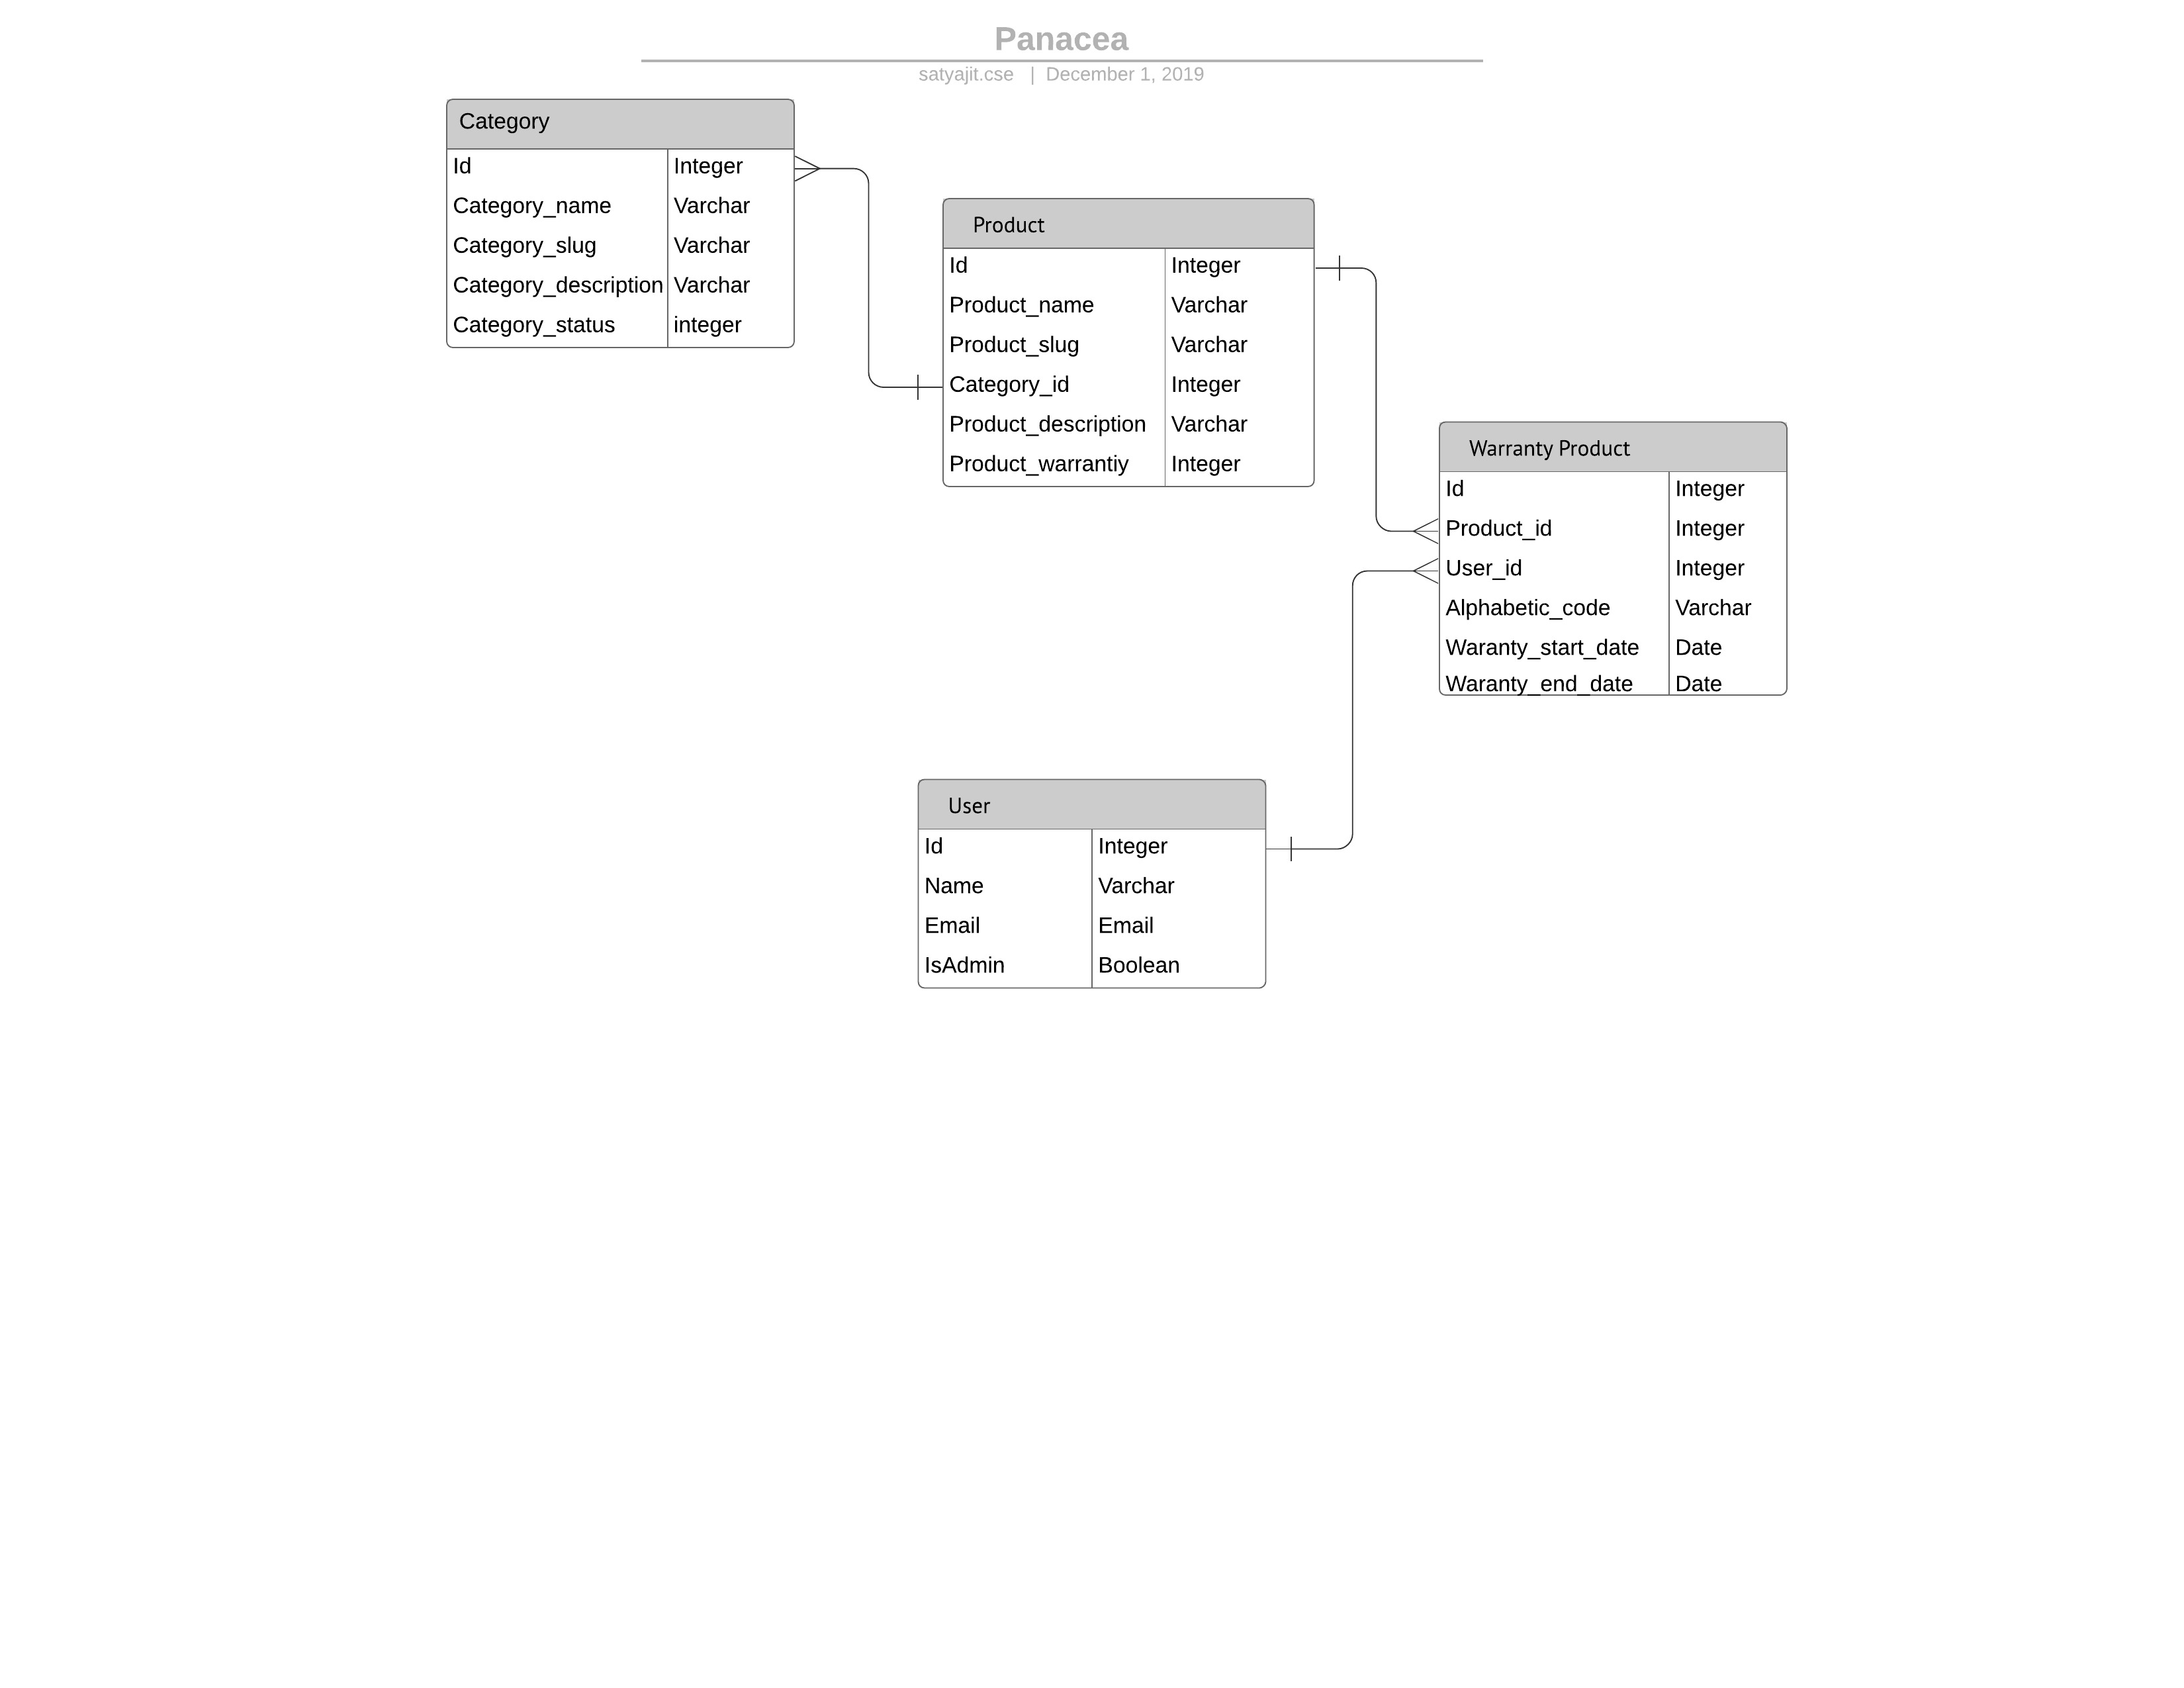 Panacea
satyajit.cse | December 1, 2019
Category
Id Integer
Category_name Varchar
Category_slug Varchar
Category_description Varchar
Category_status integer
Product
Id Integer
Product_name Varchar
Product_slug Varchar
Category_id Integer
Product_description Varchar
Product_warrantiy Integer
Warranty Product
Id Integer
Product_id Integer
User_id Integer
Alphabetic_code Varchar
Waranty_start_date Date
Waranty_end_date Date
User
Id Integer
Name Varchar
Email Email
IsAdmin Boolean